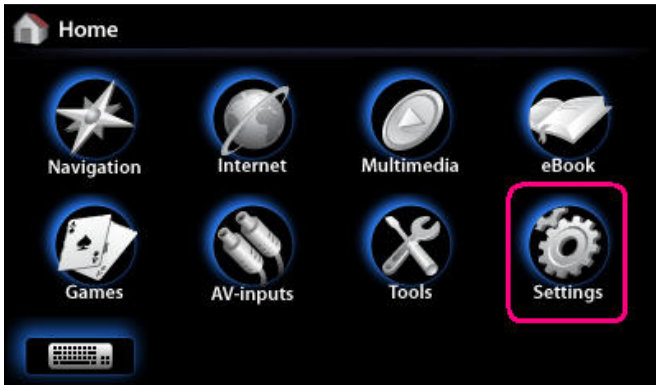 Home
Navigation
Internet
Multimedia
eBook
Games
AV-inputs
Tools
Settings